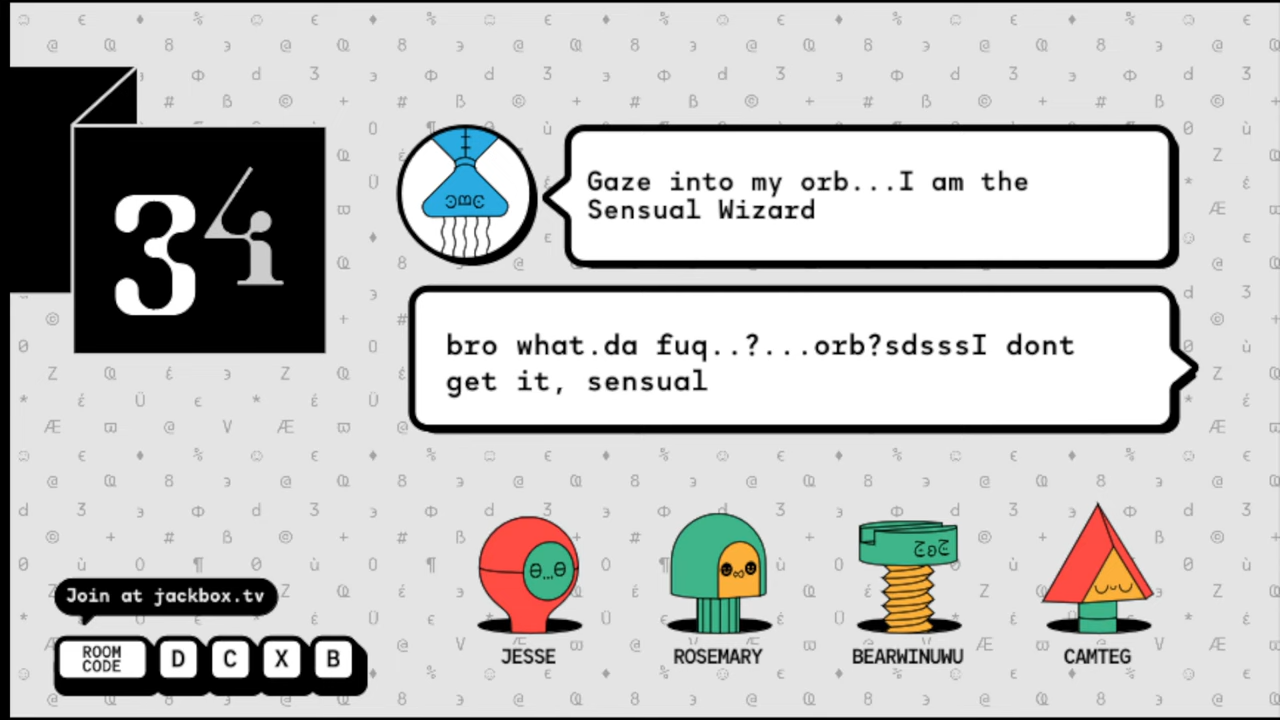 34
Gaze into my orb...I am the
Sensual Wizard
bro what.da fuq..?...orb?sdsssI dont
get it, sensual
Join at jackbox.tv
ROOM
CODE
D C X B
JESSE
ROSEMARY
BEARWINUWU
CAMTEG